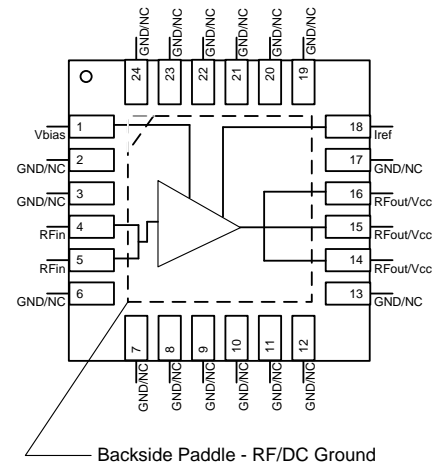 GND/NC GND/NC GND/NC GND/NC GND/NC GND/NC
24 23 22 21 20 19
Vbias 1 18 Iref
GND/NC 2 17 GND/NC
GND/NC 3 16 RFout/Vcc
RFin 4 15 RFout/Vcc
RFin 5 14 RFout/Vcc
GND/NC 6 13 GND/NC
7 8 9 10 11 12
GND/NC GND/NC GND/NC GND/NC GND/NC GND/NC
Backside Paddle - RF/DC Ground